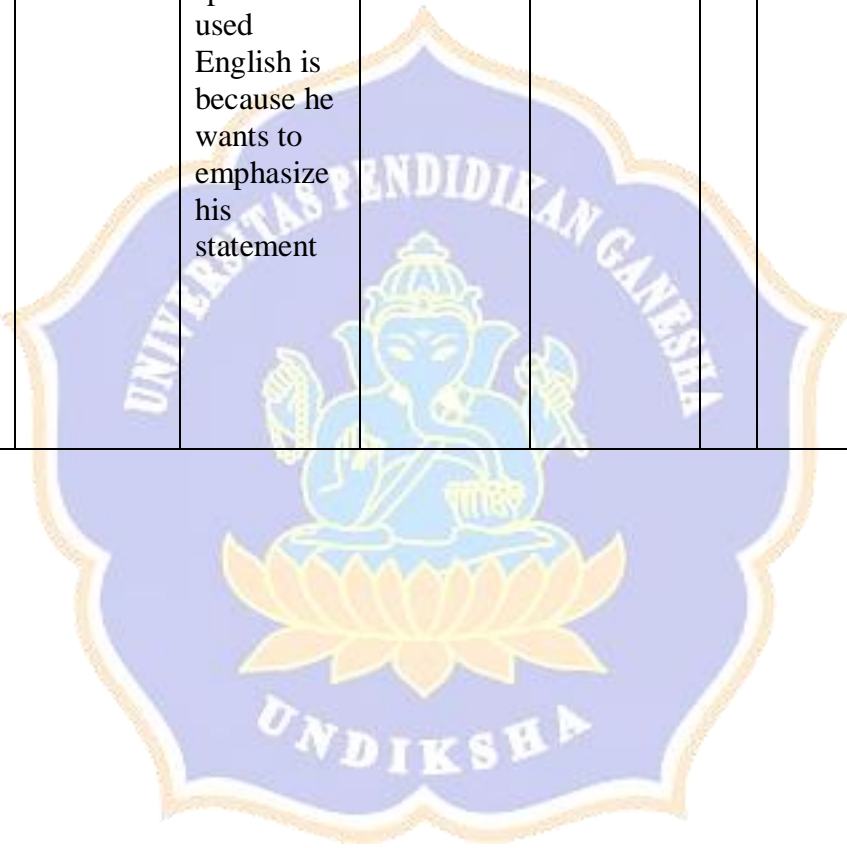 used
English is
because he
wants to
emphasize
his
statement
UNIVERSITAS PENDIDIKAN GANESHA
UNDIKSHA